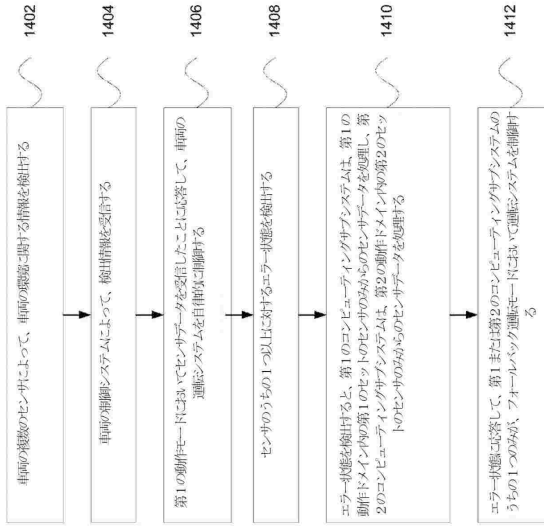 1402
車両の複数のセンサによって、車両の環境に関する情報を検出する
1404
車両の制御システムによって、検出情報を受信する
1406
第1の動作モードにおいてセンサデータを受信したことに応答して、車両の
運転システムを自律的に制御する
1408
センサのうちの1つ以上に対するエラー状態を検出する
1410
エラー状態を検出すると、第1のコンピューティングサブシステムは、第1の
動作ドメイン内の第1のセットのセンサのみからのセンサデータを処理し、第
2のコンピューティングサブシステムは、第2の動作ドメイン内の第2のセッ
トのセンサのみからのセンサデータを処理する
1412
エラー状態に応答して、第1または第2のコンピューティングサブシステムの
うちの1つのみが、フォールバック運転モードにおいて運転システムを制御す
る